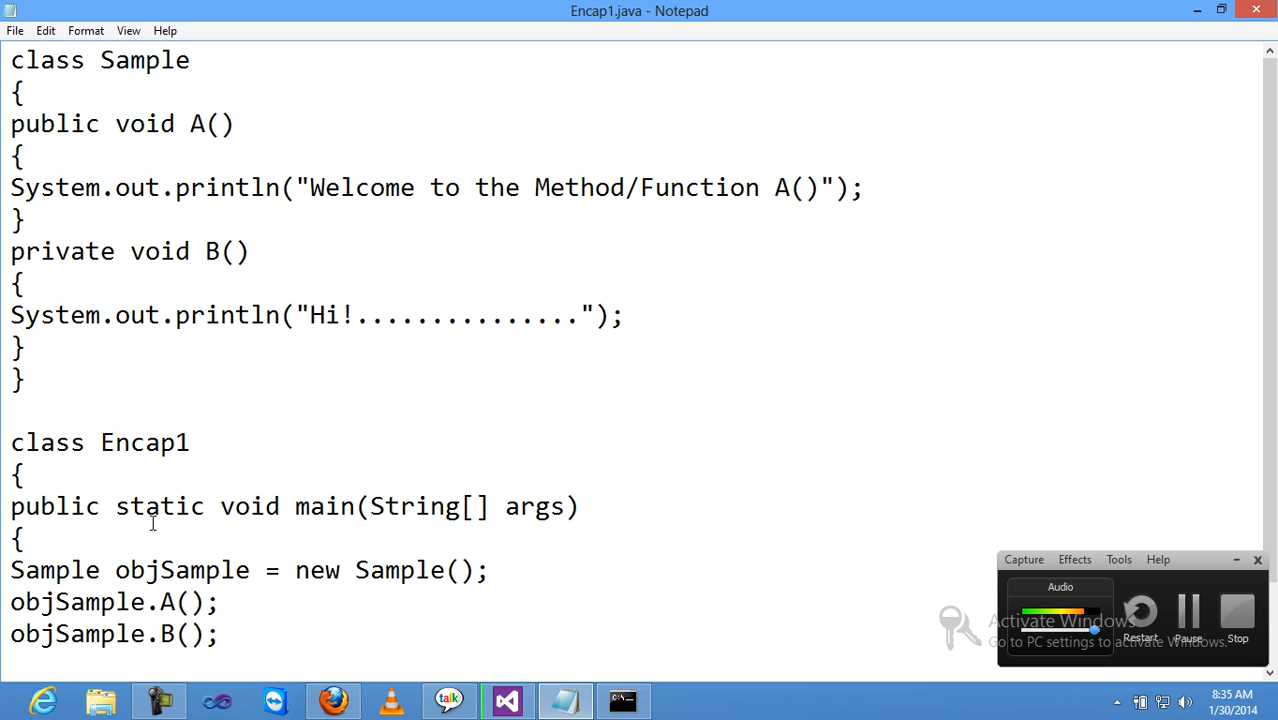 Encap1.java - Notepad
File Edit Format View Help
class Sample
{
public void A()
{
System.out.println("Welcome to the Method/Function A()");
}
private void B()
{
System.out.println("Hi!...............");
}
}
class Encap1
{
public static void main(String[] args)
{
Sample objSample = new Sample();
objSample.A();
objSample.B();
Capture Effects Tools Help
Audio
Restart Pause Stop
Activate Windows
Go to PC settings to activate Windows.
talk
C:\
8:35 AM
1/30/2014